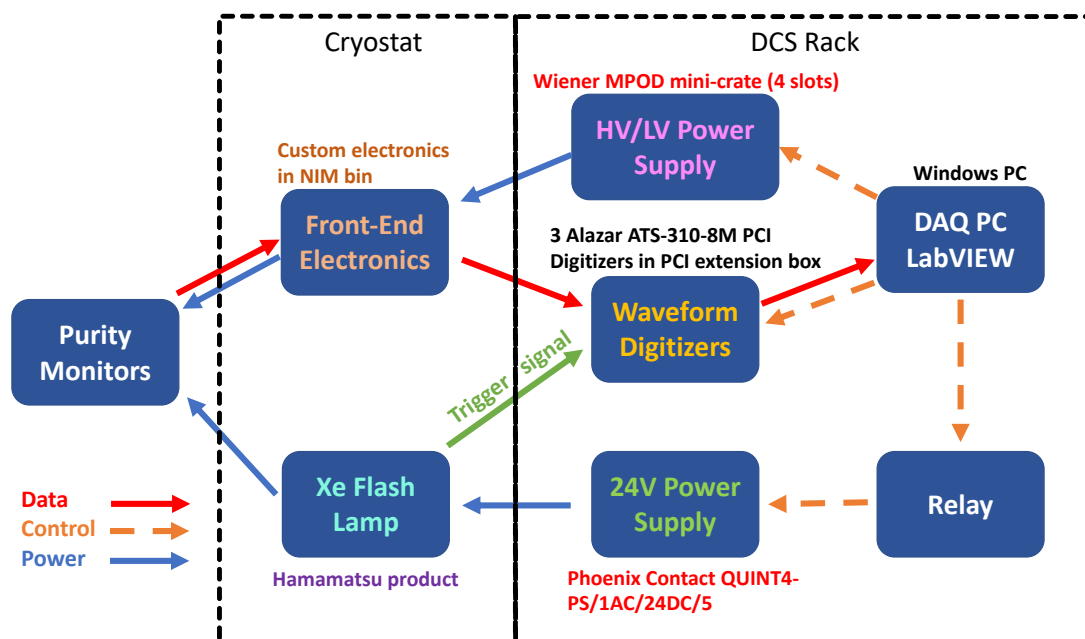 Cryostat
DCS Rack
Wiener MPOD mini-crate (4 slots)
HV/LV Power
Supply
Custom electronics
in NIM bin
Front-End
Electronics
Windows PC
DAQ PC
LabVIEW
3 Alazar ATS-310-8M PCI
Digitizers in PCI extension box
Waveform
Digitizers
Purity
Monitors
Trigger signal
Xe Flash
Lamp
24V Power
Supply
Relay
Data
Control
Power
Hamamatsu product
Phoenix Contact QUINT4-
PS/1AC/24DC/5